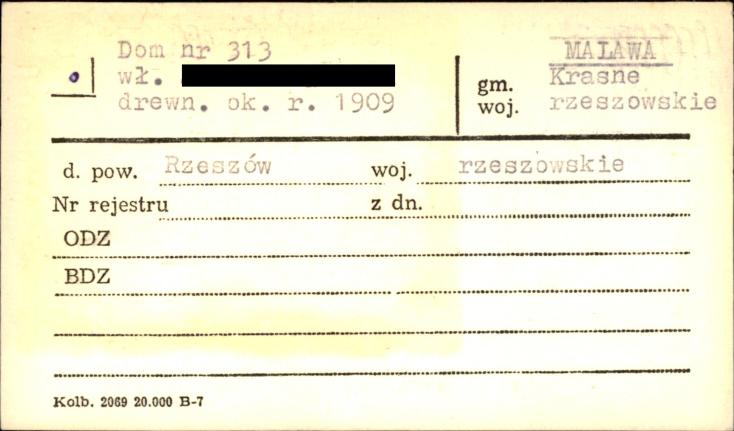 Dom nr 313
wł.
drewn. ok. r. 1909
MALAWA
gm. Krasne
woj. rzeszowskie
d. pow. Rzeszów woj. rzeszowskie
Nr rejestru z dn.
ODZ
BDZ
Kolb. 2069 20.000 B-7